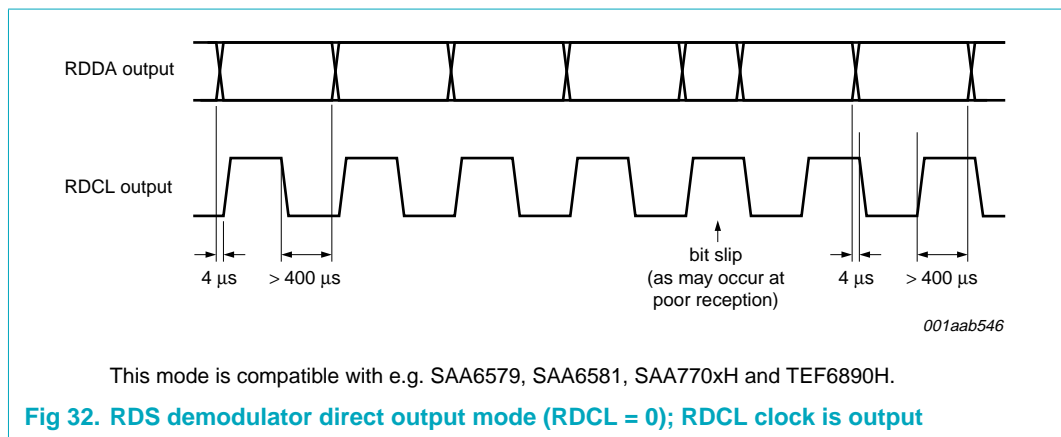 RDDA output
RDCL output
4 μs
> 400 μs
bit slip
(as may occur at
poor reception)
4 μs
> 400 μs
001aab546
This mode is compatible with e.g. SAA6579, SAA6581, SAA770xH and TEF6890H.
Fig 32. RDS demodulator direct output mode (RDCL = 0); RDCL clock is output